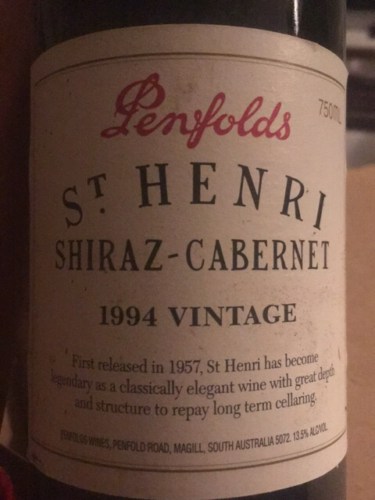 Penfolds
750ML
ST. HENRI
SHIRAZ-CABERNET
1994 VINTAGE
First released in 1957, St Henri has become
legendary as a classically elegant wine with great depth
and structure to repay long term cellaring.
PENFOLDS WINES, PENFOLD ROAD, MAGILL, SOUTH AUSTRALIA 5072. 13.5% ALC/VOL